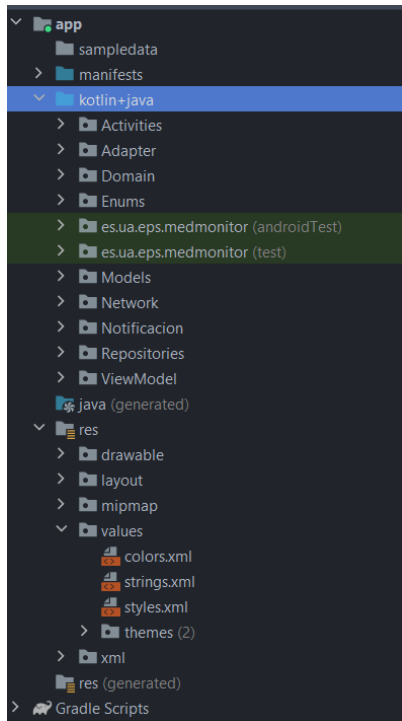 app
sampledata
manifests
kotlin+java
Activities
Adapter
Domain
Enums
es.ua.eps.medmonitor (androidTest)
es.ua.eps.medmonitor (test)
Models
Network
Notificacion
Repositories
ViewModel
java (generated)
res
drawable
layout
mipmap
values
colors.xml
strings.xml
styles.xml
themes (2)
xml
res (generated)
Gradle Scripts